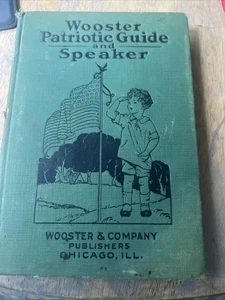 Wooster
Patriotic Guide
and
Speaker
WOOSTER & COMPANY
PUBLISHERS
CHICAGO, ILL.